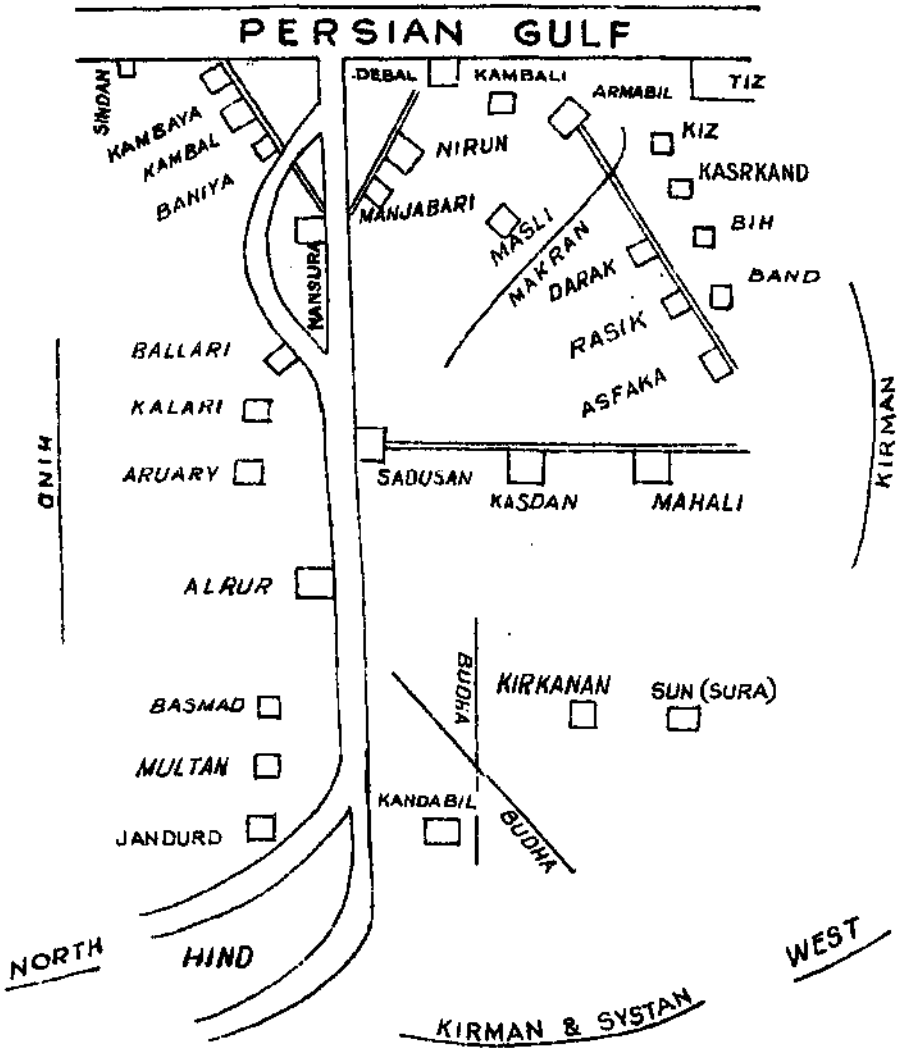 PERSIAN GULF
SINDAN
KAMBAYA
KAMBAL
BANIYA
DEBAL
KAMBALI
ARMABIL
TIZ
NIRUN
KIZ
MANJABARI
KASRKAND
MASLI
BIH
MAKRAN
DARAK
BAND
NANSURA
RASIK
BALLARI
ASFAKA
KALARI
HIND
KIRMAN
ARUARY
SADUSAN
KASDAN
MAHALI
ALRUR
BUDHA
KIRKANAN
SUN (SURA)
BASMAD
MULTAN
KANDABIL
JANDURD
BUDHA
NORTH
HIND
WEST
KIRMAN & SYSTAN